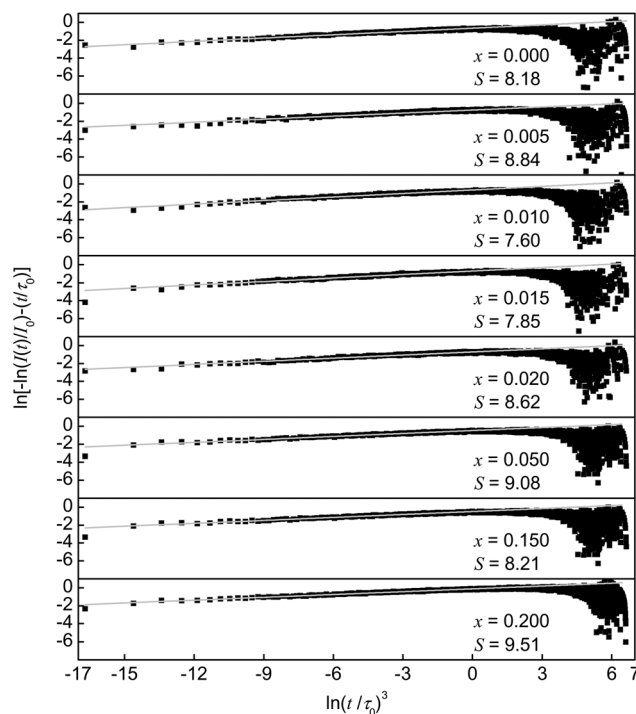 0
-2
-4
-6
x = 0.000
S = 8.18
0
-2
-4
-6
x = 0.005
S = 8.84
0
-2
-4
-6
x = 0.010
S = 7.60
0
-2
-4
-6
x = 0.015
S = 7.85
0
-2
-4
-6
x = 0.020
S = 8.62
0
-2
-4
-6
x = 0.050
S = 9.08
0
-2
-4
-6
x = 0.150
S = 8.21
0
-2
-4
-6
x = 0.200
S = 9.51
ln[-ln(I(t)/I₀)-(t/τ₀)]
-17 -15 -12 -9 -6 -3 0 3 6 7
ln(t /τ₀)³